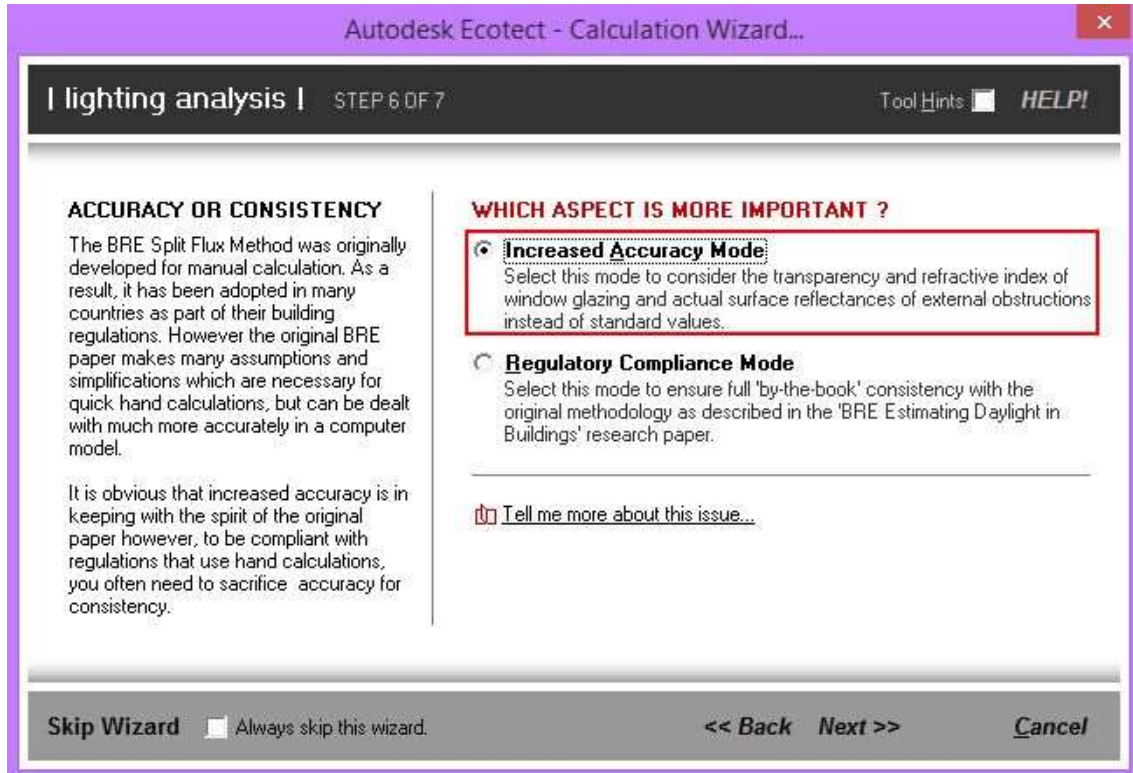 Autodesk Ecotect - Calculation Wizard...
| lighting analysis | STEP 6 OF 7
Tool Hints HELP!
ACCURACY OR CONSISTENCY
The BRE Split Flux Method was originally
developed for manual calculation. As a
result, it has been adopted in many
countries as part of their building
regulations. However the original BRE
paper makes many assumptions and
simplifications which are necessary for
quick hand calculations, but can be dealt
with much more accurately in a computer
model.
It is obvious that increased accuracy is in
keeping with the spirit of the original
paper however, to be compliant with
regulations that use hand calculations,
you often need to sacrifice accuracy for
consistency.
WHICH ASPECT IS MORE IMPORTANT ?
Increased Accuracy Mode
Select this mode to consider the transparency and refractive index of
window glazing and actual surface reflectances of external obstructions
instead of standard values.
Regulatory Compliance Mode
Select this mode to ensure full 'by-the-book' consistency with the
original methodology as described in the 'BRE Estimating Daylight in
Buildings' research paper.
Tell me more about this issue...
Skip Wizard Always skip this wizard.
<< Back Next >> Cancel